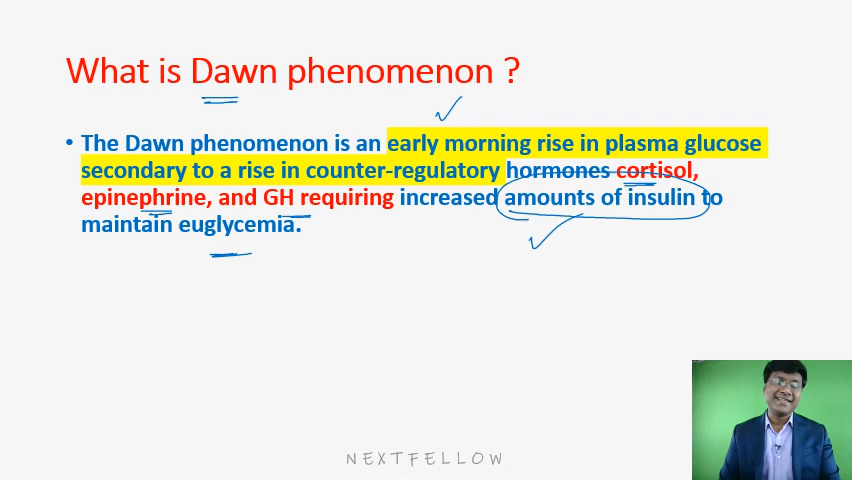 What is Dawn phenomenon ?
• The Dawn phenomenon is an early morning rise in plasma glucose
secondary to a rise in counter-regulatory hormones cortisol,
epinephrine, and GH requiring increased amounts of insulin to
maintain euglycemia.
NEXTFELLOW